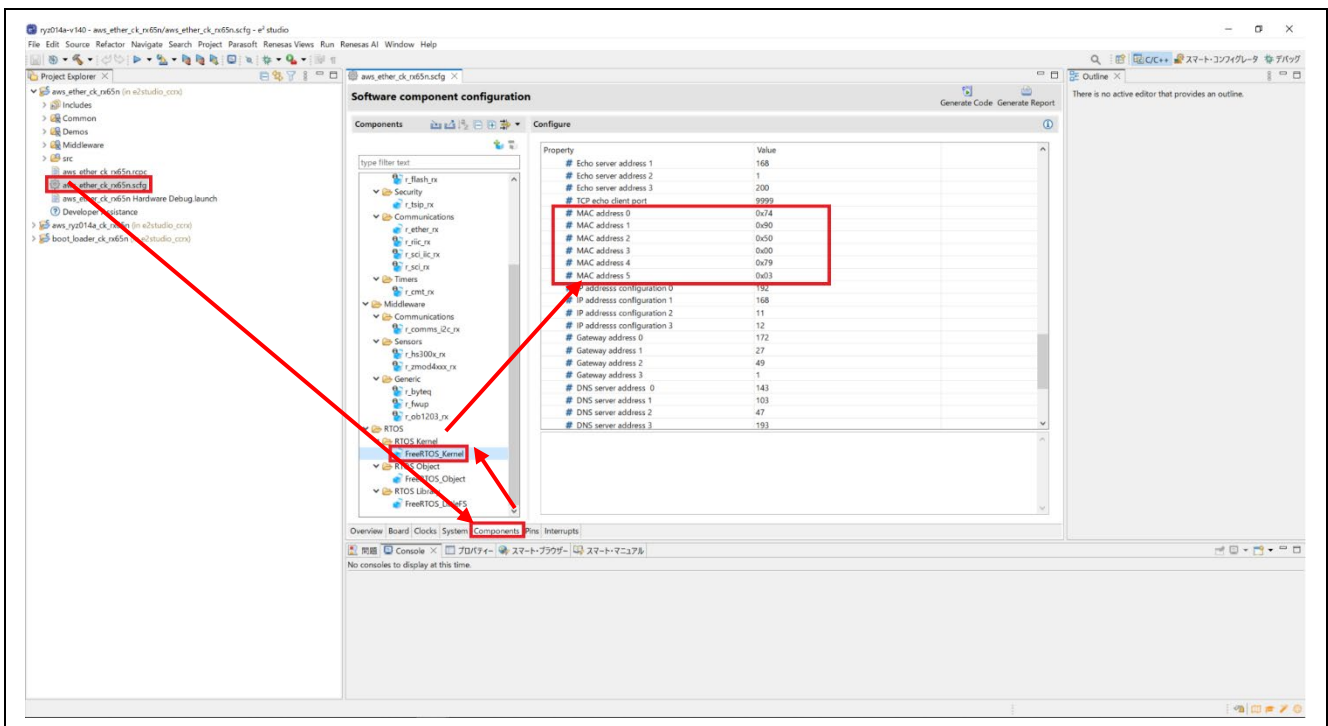 ryz014a-v140 - aws_ether_ck_rx65n/aws_ether_ck_rx65n.scfg - e² studio
File Edit Source Refactor Navigate Search Project Parasoft Renesas Views Run Renesas AI Window Help
C/C++ スマート・コンフィグレータ デバッグ
Project Explorer
aws_ether_ck_rx65n (in e2studio_ccrx)
Includes
Common
Demos
Middleware
src
aws_ether_ck_rx65n.rcpc
aws_ether_ck_rx65n.scfg
aws_ether_ck_rx65n Hardware Debug.launch
Developer Assistance
aws_ryz014a_ck_rx65n (in e2studio_ccrx)
boot_loader_ck_rx65n (in e2studio_ccrx)
aws_ether_ck_rx65n.scfg
Software component configuration
Generate Code Generate Report
Components
type filter text
r_flash_rx
Security
r_tsip_rx
Communications
r_ether_rx
r_riic_rx
r_sci_iic_rx
r_sci_rx
Timers
r_cmt_rx
Middleware
Communications
r_comms_i2c_rx
Sensors
r_hs300x_rx
r_zmod4xxx_rx
Generic
r_byteq
r_fwup
r_ob1203_rx
RTOS
RTOS Kernel
FreeRTOS_Kernel
RTOS Object
FreeRTOS_Object
RTOS Library
FreeRTOS_LittleFS
Configure
Property Value
# Echo server address 1 168
# Echo server address 2 1
# Echo server address 3 200
# TCP echo client port 9999
# MAC address 0 0x74
# MAC address 1 0x90
# MAC address 2 0x50
# MAC address 3 0x00
# MAC address 4 0x79
# MAC address 5 0x03
# IP addresss configuration 0 192
# IP addresss configuration 1 168
# IP addresss configuration 2 11
# IP addresss configuration 3 12
# Gateway address 0 172
# Gateway address 1 27
# Gateway address 2 49
# Gateway address 3 1
# DNS server address 0 143
# DNS server address 1 103
# DNS server address 2 47
# DNS server address 3 193
Overview Board Clocks System Components Pins Interrupts
Outline
There is no active editor that provides an outline.
問題 Console プロパティー スマート・ブラウザー スマート・マニュアル
No consoles to display at this time.